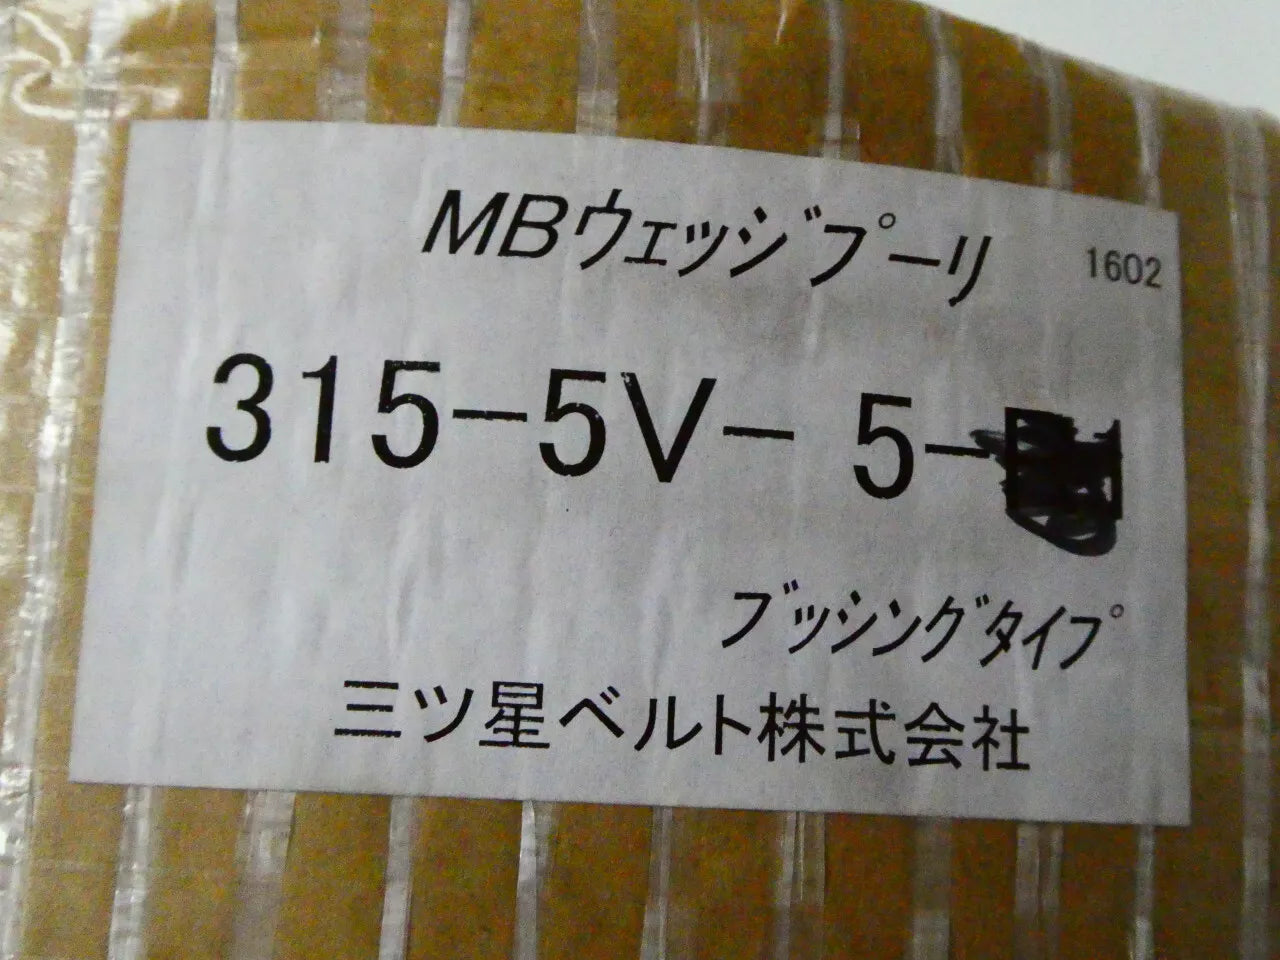 MBウェッジプーリ
1602
315-5V- 5-
ブッシングタイプ
三ツ星ベルト株式会社